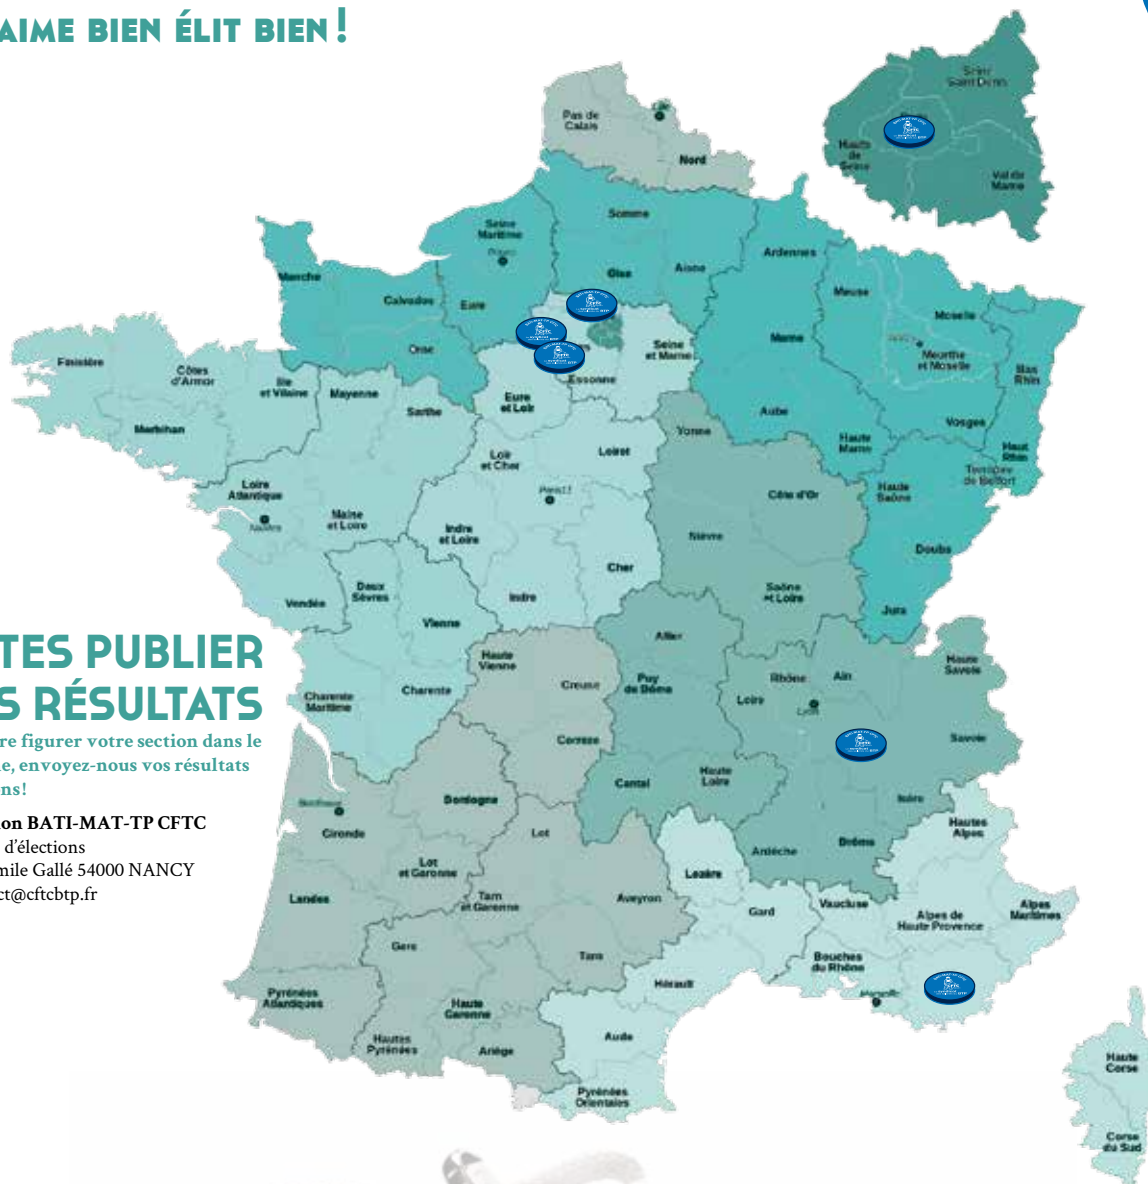 AIME BIEN ÉLIT BIEN !
Seine
Saint Denis
Hauts
de
Seine
Val de
Marne
Pas de
Calais
Nord
Somme
Seine
Maritime
Oise
Aisne
Ardennes
Manche
Calvados
Eure
Orne
Meuse
Moselle
Marne
Meurthe
et Moselle
Bas
Rhin
Seine
et Marne
Essonne
Finistère
Côtes
d'Armor
Ille
et Vilaine
Mayenne
Sarthe
Eure
et Loir
Aube
Haute
Marne
Vosges
Haut
Rhin
Morbihan
Yonne
Loiret
Loir
et Cher
Territoire
de Belfort
Loire
Atlantique
Nantes
Maine
et Loire
Indre
et Loire
Côte d'Or
Haute
Saône
Nièvre
Doubs
Cher
Vendée
Deux
Sèvres
Vienne
Indre
Saône
et Loire
Jura
Allier
TES PUBLIER
S RÉSULTATS
re figurer votre section dans le
e, envoyez-nous vos résultats
ns!
on BATI-MAT-TP CFTC
d'élections
mile Gallé 54000 NANCY
ct@cftcbtp.fr
Haute
Vienne
Creuse
Puy
de Dôme
Loire
Rhône
Lyon
Ain
Haute
Savoie
Charente
Maritime
Charente
Corrèze
Savoie
Cantal
Haute
Loire
Isère
Bordeaux
Gironde
Dordogne
Lot
Ardèche
Drôme
Hautes
Alpes
Lot
et Garonne
Landes
Tarn
et Garonne
Aveyron
Lozère
Gard
Vaucluse
Alpes de
Haute Provence
Alpes
Maritimes
Gers
Tarn
Hérault
Bouches
du Rhône
Marseille
Pyrénées
Atlantiques
Haute
Garonne
Hautes
Pyrénées
Ariège
Aude
Pyrénées
Orientales
Haute
Corse
Corse
du Sud